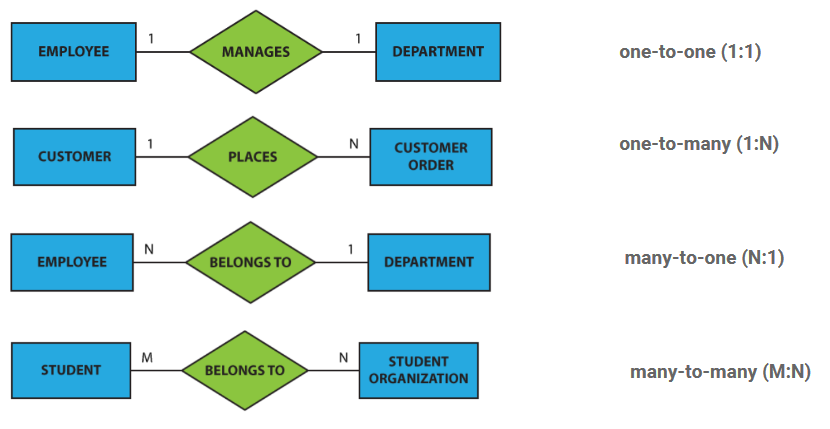 EMPLOYEE 1 MANAGES 1 DEPARTMENT one-to-one (1:1)
CUSTOMER 1 PLACES N CUSTOMER ORDER one-to-many (1:N)
EMPLOYEE N BELONGS TO 1 DEPARTMENT many-to-one (N:1)
STUDENT M BELONGS TO N STUDENT ORGANIZATION many-to-many (M:N)